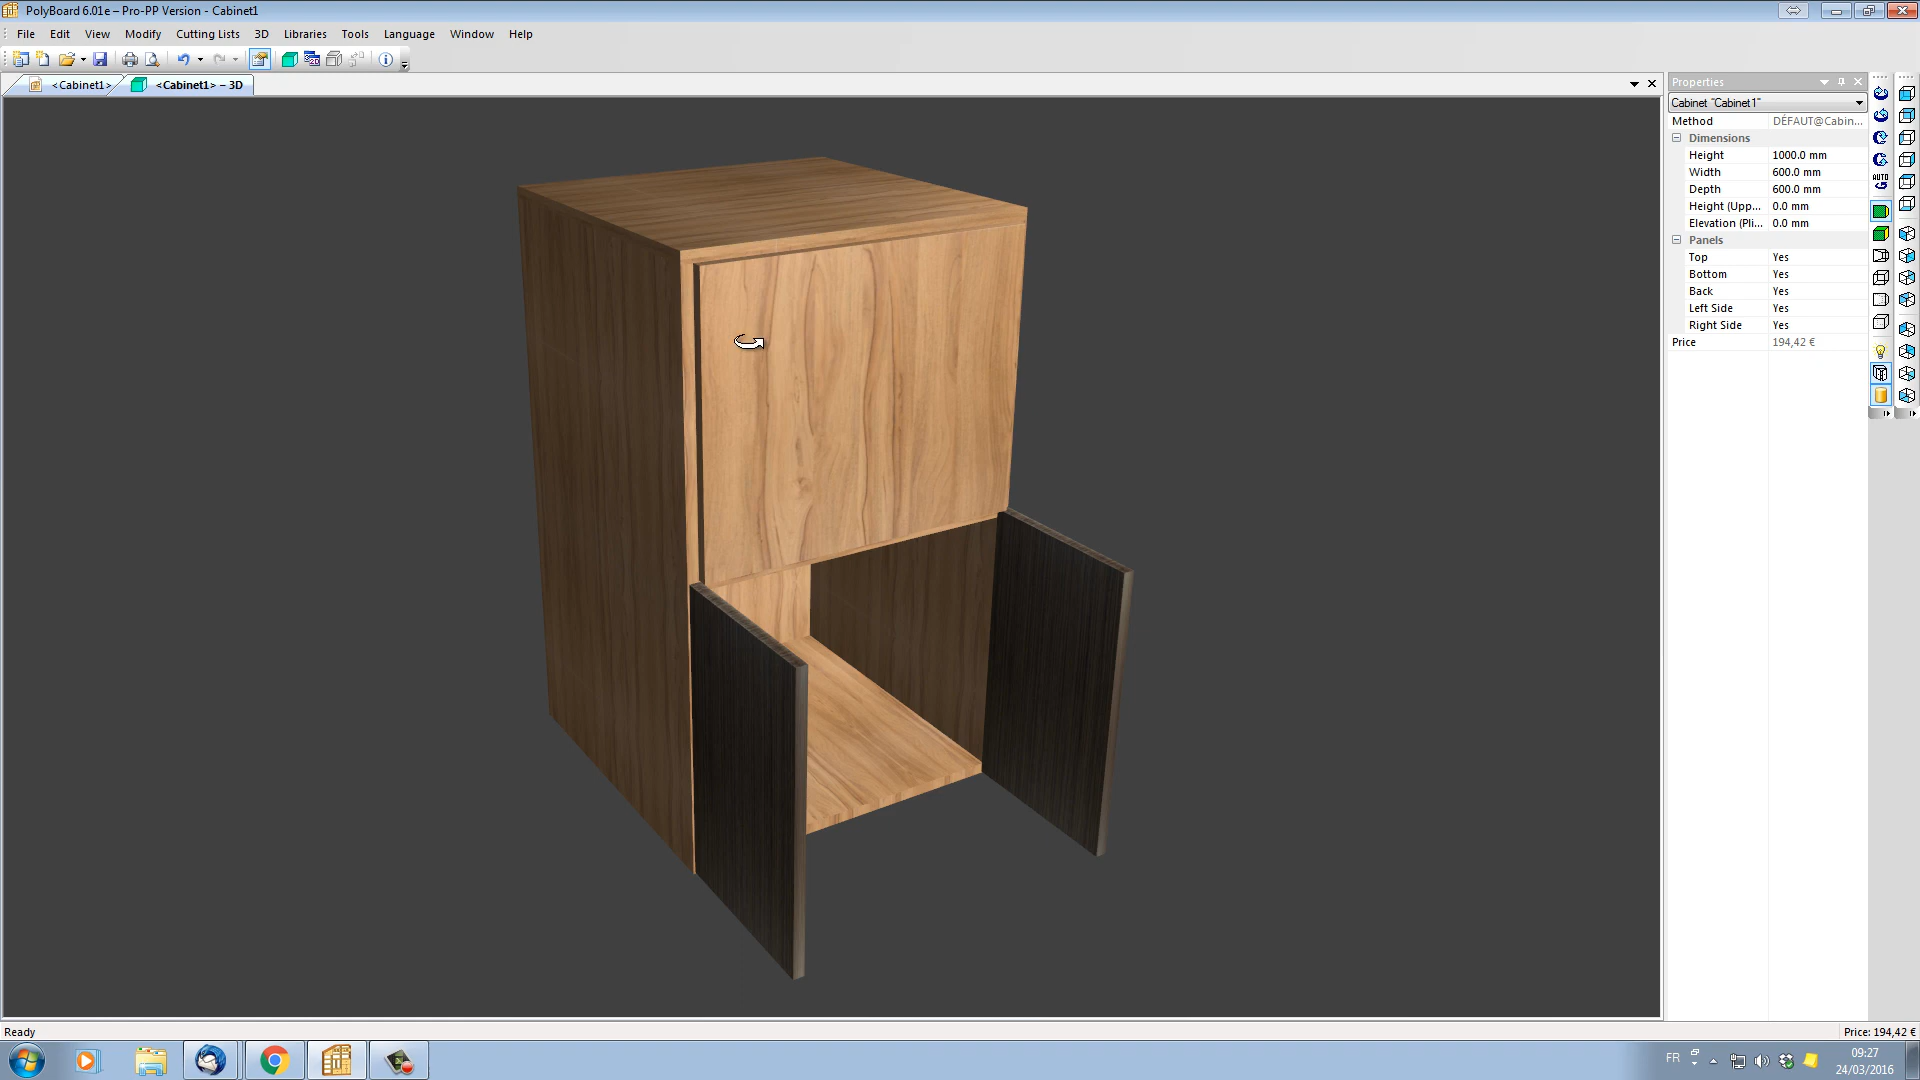 PolyBoard 6.01e – Pro-PP Version - Cabinet1
File Edit View Modify Cutting Lists 3D Libraries Tools Language Window Help
<Cabinet1> <Cabinet1> – 3D
Properties
Cabinet "Cabinet1"
Method DÉFAUT@Cabin...
Dimensions
Height 1000.0 mm
Width 600.0 mm
Depth 600.0 mm
Height (Upp... 0.0 mm
Elevation (Pli... 0.0 mm
Panels
Top Yes
Bottom Yes
Back Yes
Left Side Yes
Right Side Yes
Price 194,42 €
AUTO
Ready
Price: 194,42 €
FR
09:27
24/03/2016